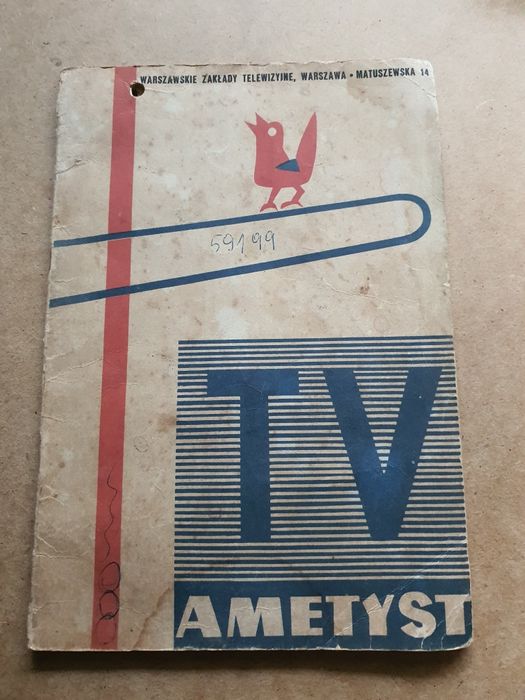 WARSZAWSKIE ZAKŁADY TELEWIZYJNE, WARSZAWA • MATUSZEWSKA 14
59199
TV
AMETYST